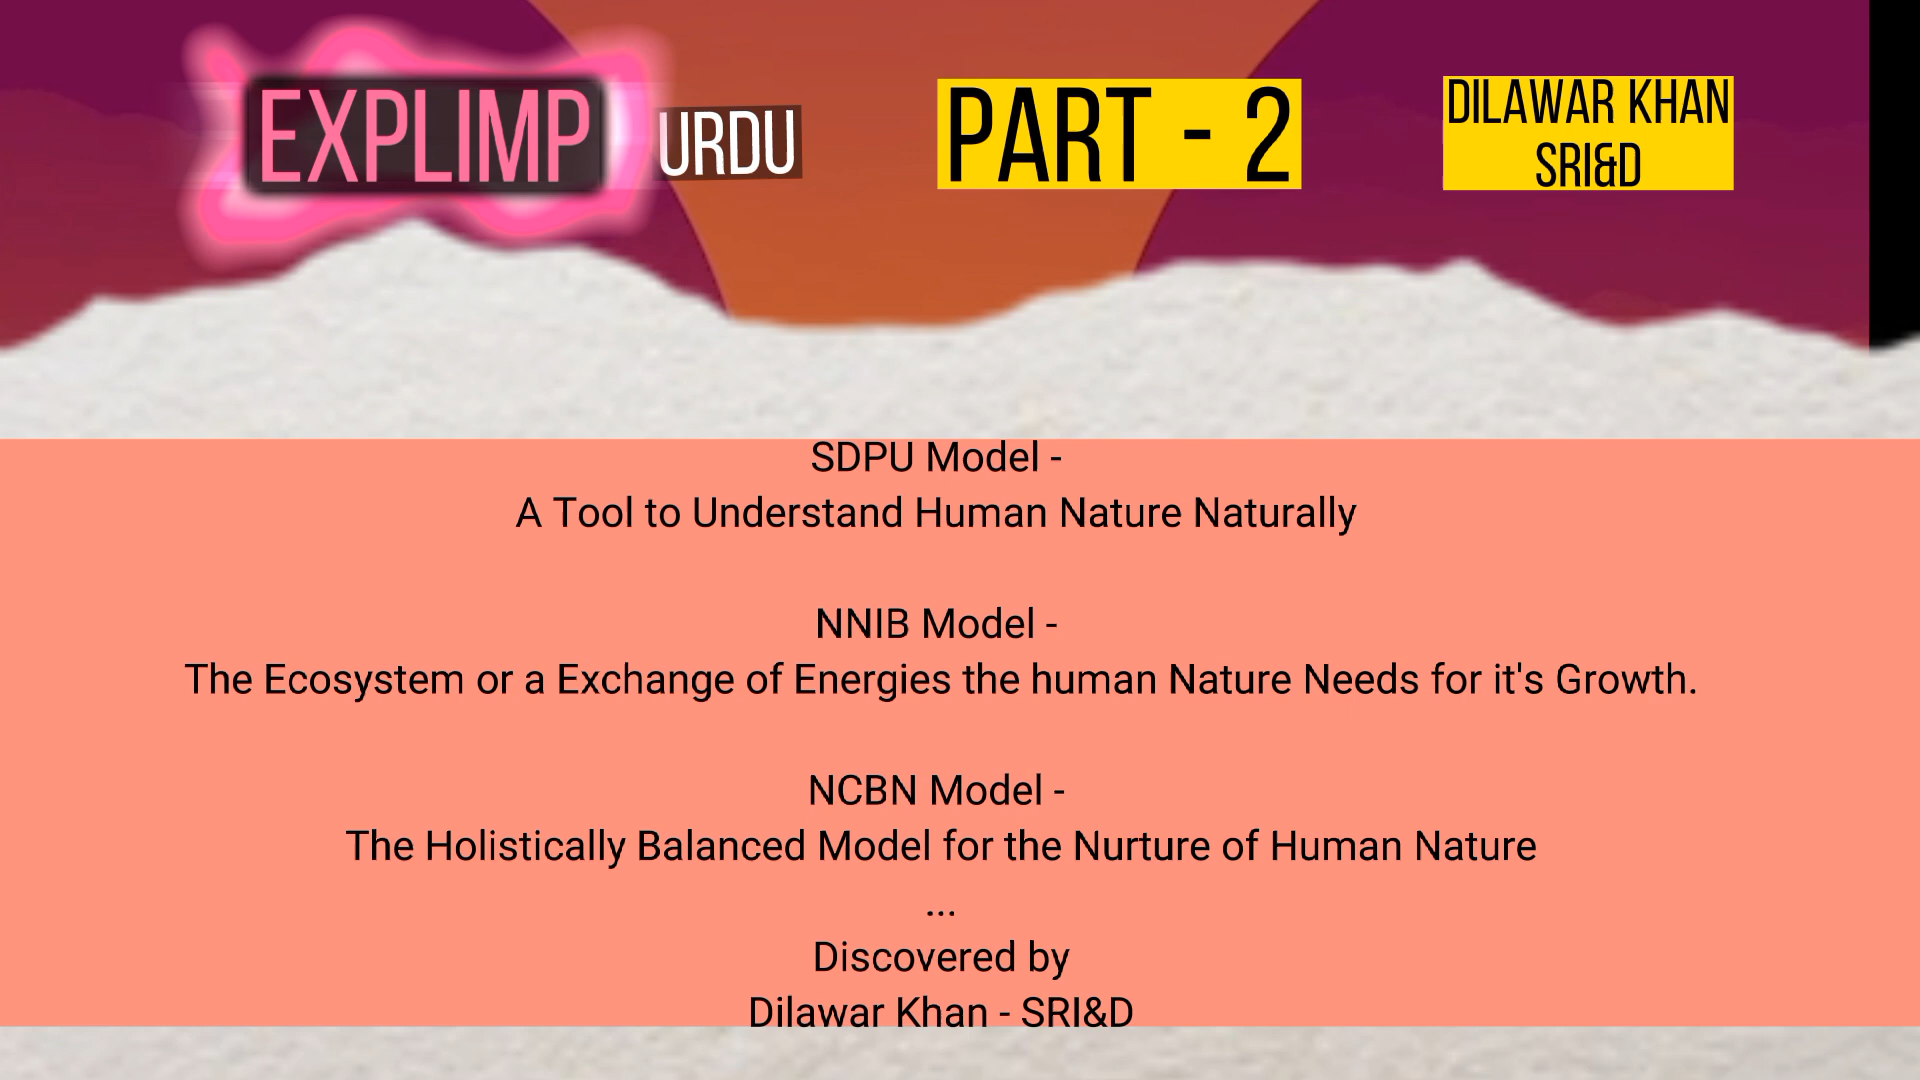 EXPLIMP
URDU
PART - 2
DILAWAR KHAN
SRI&D
SDPU Model -
A Tool to Understand Human Nature Naturally
NNIB Model -
The Ecosystem or a Exchange of Energies the human Nature Needs for it's Growth.
NCBN Model -
The Holistically Balanced Model for the Nurture of Human Nature
...
Discovered by
Dilawar Khan - SRI&D